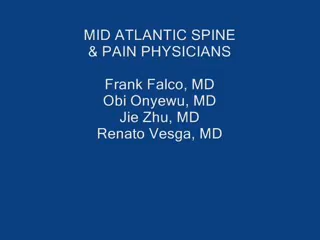 MID ATLANTIC SPINE
& PAIN PHYSICIANS
Frank Falco, MD
Obi Onyewu, MD
Jie Zhu, MD
Renato Vesga, MD